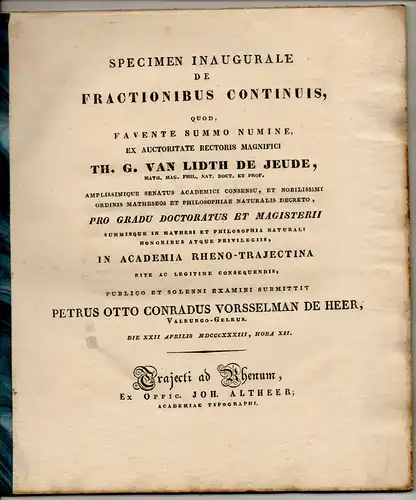 SPECIMEN INAUGURALE
DE
FRACTIONIBUS CONTINUIS,
QUOD,
FAVENTE SUMMO NUMINE,
EX AUCTORITATE RECTORIS MAGNIFICI
TH. G. VAN LIDTH DE JEUDE,
MATH. MAG. PHIL. NAT. DOCT. ET PROF.
AMPLISSIMIQUE SENATUS ACADEMICI CONSENSU, ET NOBILISSIMI
ORDINIS MATHESEOS ET PHILOSOPHIAE NATURALIS DECRETO,
PRO GRADU DOCTORATUS ET MAGISTERII
SUMMISQUE IN MATHESI ET PHILOSOPHIA NATURALI
HONORIBUS ATQUE PRIVILEGIIS,
IN ACADEMIA RHENO-TRAJECTINA
RITE AC LEGITIME CONSEQUENDIS,
PUBLICO ET SOLENNI EXAMINI SUBMITTIT
PETRUS OTTO CONRADUS VORSSELMAN DE HEER,
VALBURGO-GELRUS.
DIE XXII APRILIS MDCCCXXXIII, HORA XII.
Trajecti ad Rhenum,
EX OFFIC. JOH. ALTHEER;
ACADEMIAE TYPOGRAPHI.